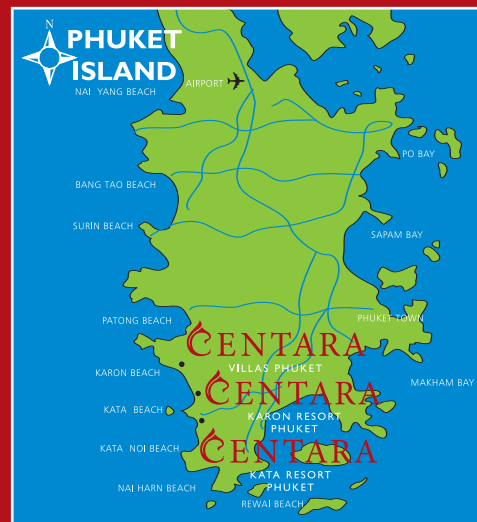 N
PHUKET
ISLAND
AIRPORT
NAI YANG BEACH
PO BAY
BANG TAO BEACH
SURIN BEACH
SAPAM BAY
PATONG BEACH
PHUKET TOWN
CENTARA
VILLAS PHUKET
KARON BEACH
CENTARA
MAKHAM BAY
KATA BEACH
KARON RESORT
PHUKET
CENTARA
KATA NOI BEACH
KATA RESORT
PHUKET
NAI HARN BEACH
REWAI BEACH